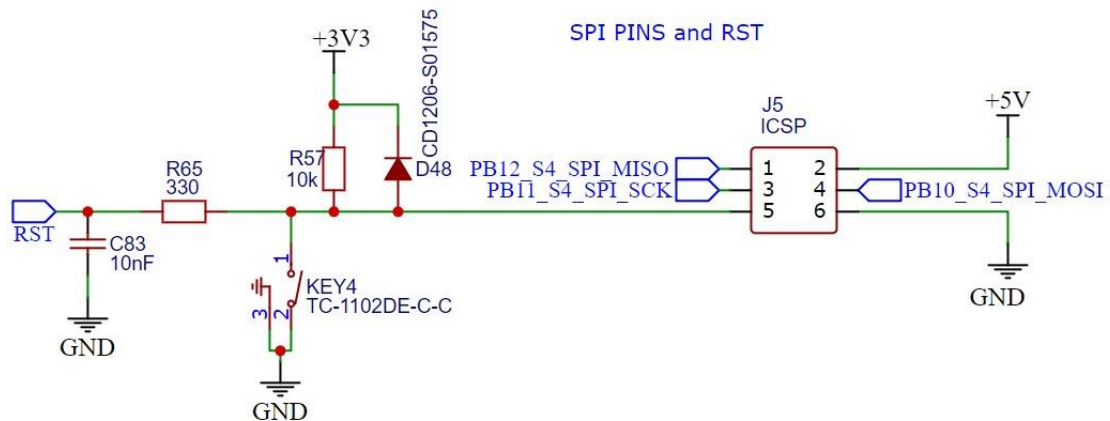 SPI PINS and RST
+3V3
CD1206-S01575
J5
ICSP
+5V
R65
330
R57
10k
D48
PB12_S4_SPI_MISO
1 2
PB11_S4_SPI_SCK
3 4
PB10_S4_SPI_MOSI
5 6
RST
C83
10nF
1
KEY4
TC-1102DE-C-C
3 2
GND
GND
GND